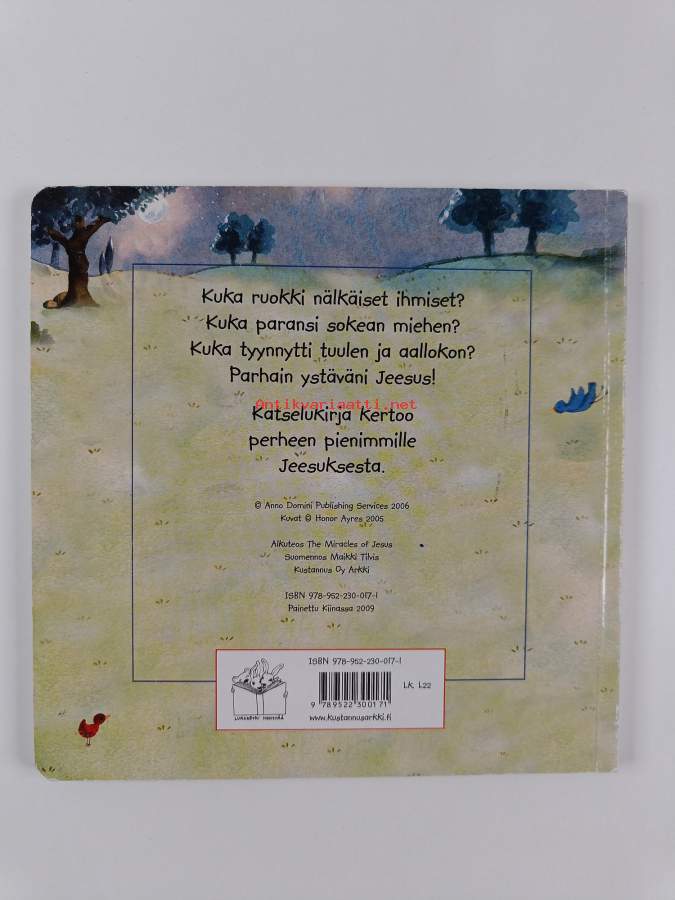 Kuka ruokki nälkäiset ihmiset?
Kuka paransi sokean miehen?
Kuka tyynnytti tuulen ja aallokon?
Parhain ystäväni Jeesus!
Antikvariaatti.net
Katselukirja kertoo
perheen pienimmille
Jeesuksesta.
© Anno Domini Publishing Services 2006
Kuvat © Honor Ayres 2005
Alkuteos The Miracles of Jesus
Suomennos Maikki Tilvis
Kustannus Oy Arkki
ISBN 978-952-230-017-1
Painettu Kiinassa 2009
ISBN 978-952-230-017-1
Lk. L22
9 789522 300171
www.kustannusarkki.fi